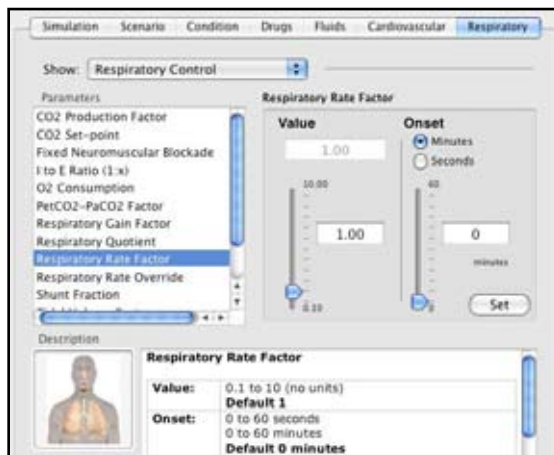 Simulation Scenario Condition Drugs Fluids Cardiovascular Respiratory
Show: Respiratory Control
Parameters
CO2 Production Factor
CO2 Set-point
Fixed Neuromuscular Blockade
I to E Ratio (1:x)
O2 Consumption
PetCO2-PaCO2 Factor
Respiratory Gain Factor
Respiratory Quotient
Respiratory Rate Factor
Respiratory Rate Override
Shunt Fraction
Respiratory Rate Factor
Value Onset
1.00
Minutes
Seconds
10.00 60
1.00 0
minutes
0.10 0
Set
Description
Respiratory Rate Factor
Value: 0.1 to 10 (no units)
Default 1
Onset: 0 to 60 seconds
0 to 60 minutes
Default 0 minutes